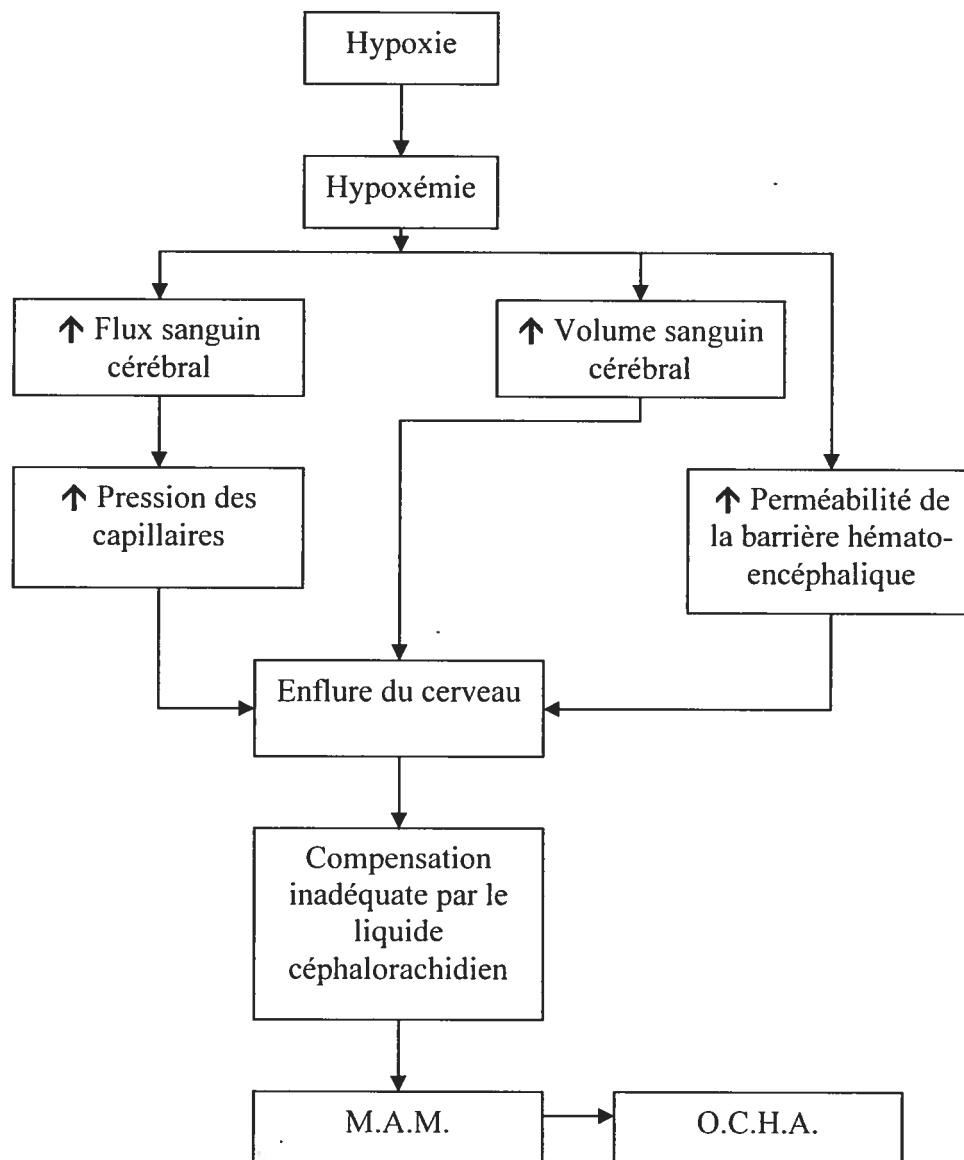 Hypoxie
Hypoxémie
↑ Flux sanguin
cérébral
↑ Volume sanguin
cérébral
↑ Pression des
capillaires
↑ Perméabilité de
la barrière hémato-
encéphalique
Enflure du cerveau
Compensation
inadéquate par le
liquide
céphalorachidien
M.A.M.
O.C.H.A.